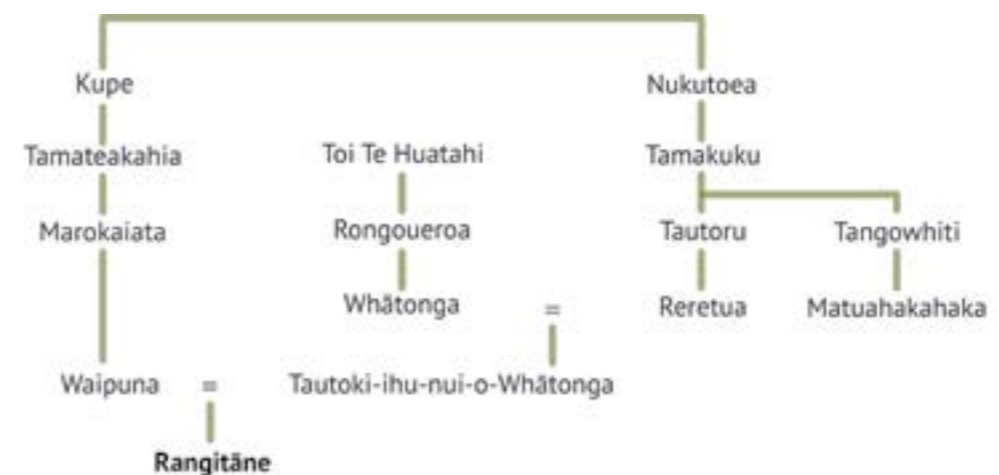 Kupe Nukutoea
Tamateakahia Toi Te Huatahi Tamakuku
Marokaiata Rongoueroa Tautoru Tangowhiti
Whātonga = Reretua Matuahakahaka
Waipuna = Tautoki-ihu-nui-o-Whātonga
Rangitāne